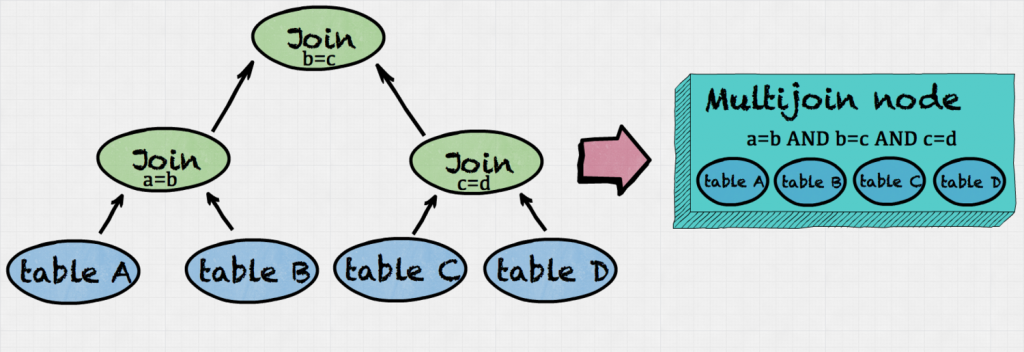 Join
b=c
Join
a=b
Join
c=d
table A
table B
table C
table D
Multijoin node
a=b AND b=c AND c=d
table A
table B
table C
table D